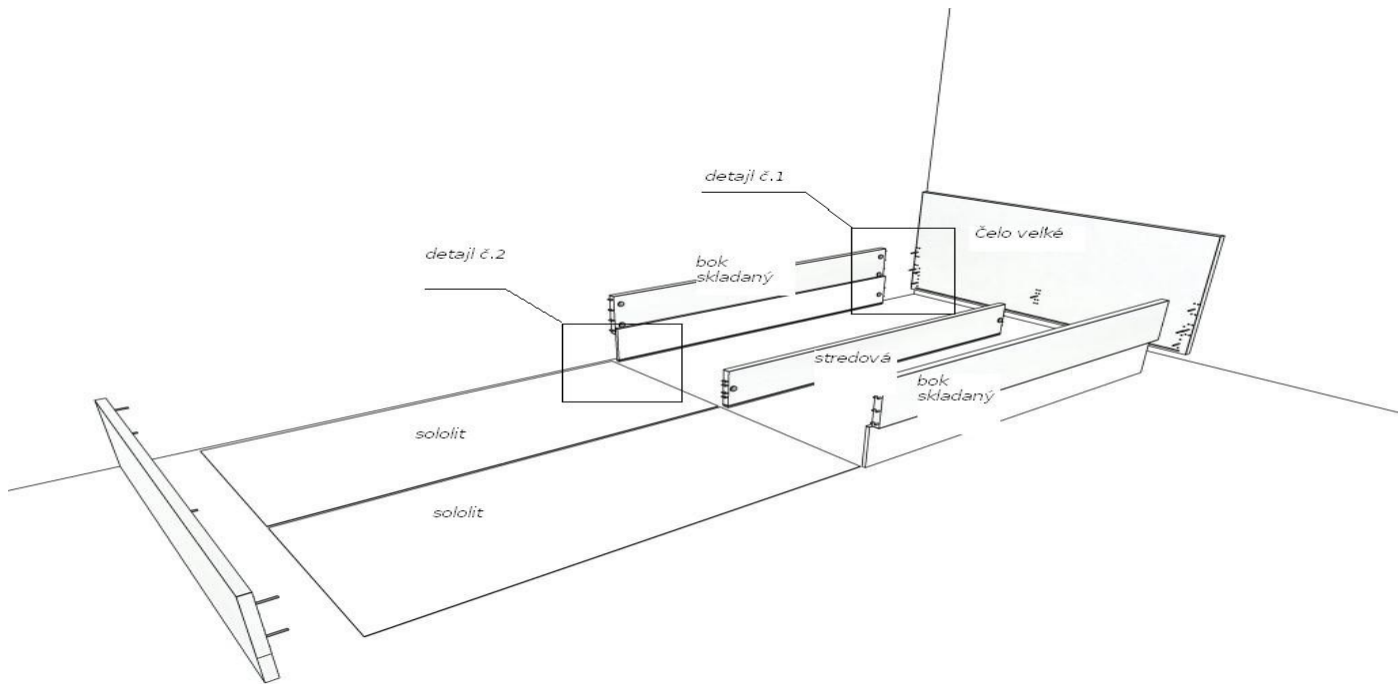 detajl č.1
Čelo veľké
detajl č.2
bok
skladaný
stredová
bok
skladaný
sololit
sololit